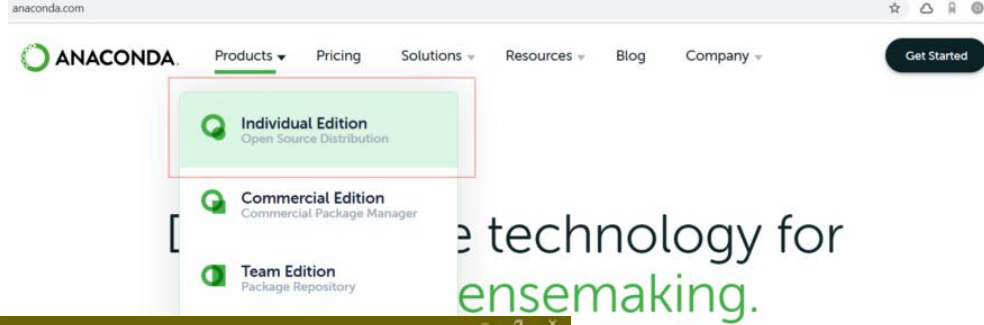 anaconda.com
ANACONDA. Products Pricing Solutions Resources Blog Company Get Started
Individual Edition
Open Source Distribution
Commercial Edition
Commercial Package Manager
e technology for
Team Edition
Package Repository
ensemaking.